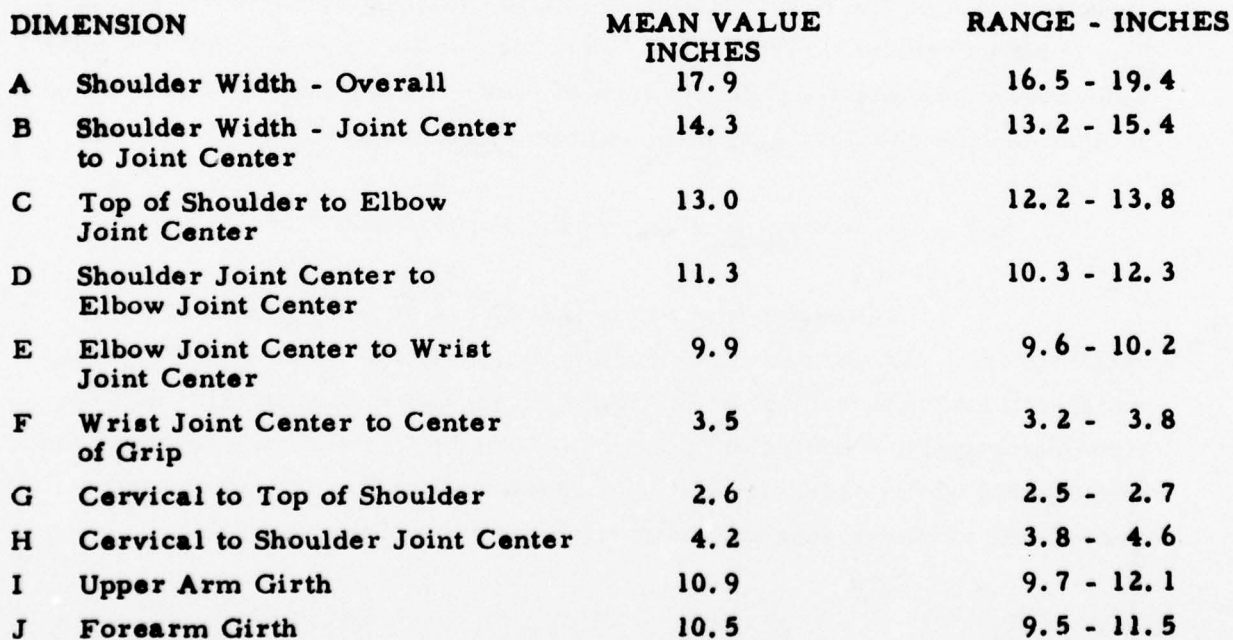 DIMENSION MEAN VALUE RANGE - INCHES
INCHES
A Shoulder Width - Overall 17.9 16.5 - 19.4
B Shoulder Width - Joint Center 14.3 13.2 - 15.4
to Joint Center
C Top of Shoulder to Elbow 13.0 12.2 - 13.8
Joint Center
D Shoulder Joint Center to 11.3 10.3 - 12.3
Elbow Joint Center
E Elbow Joint Center to Wrist 9.9 9.6 - 10.2
Joint Center
F Wrist Joint Center to Center 3.5 3.2 - 3.8
of Grip
G Cervical to Top of Shoulder 2.6 2.5 - 2.7
H Cervical to Shoulder Joint Center 4.2 3.8 - 4.6
I Upper Arm Girth 10.9 9.7 - 12.1
J Forearm Girth 10.5 9.5 - 11.5